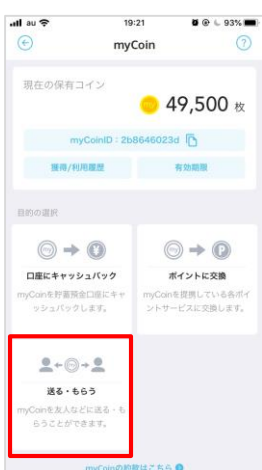 au 19:21 93%
myCoin ?
現在の保有コイン
my 49,500 枚
myCoinID:2b8646023d
獲得/利用履歴 有効期限
目的の選択
口座にキャッシュバック
myCoinを貯蓄預金口座にキャ
ッシュバックします。
ポイントに交換
myCoinを提携している各ポイ
ントサービスに交換します。
送る・もらう
myCoinを友人などに送る・も
らうことができます。
myCoinの約款はこちら